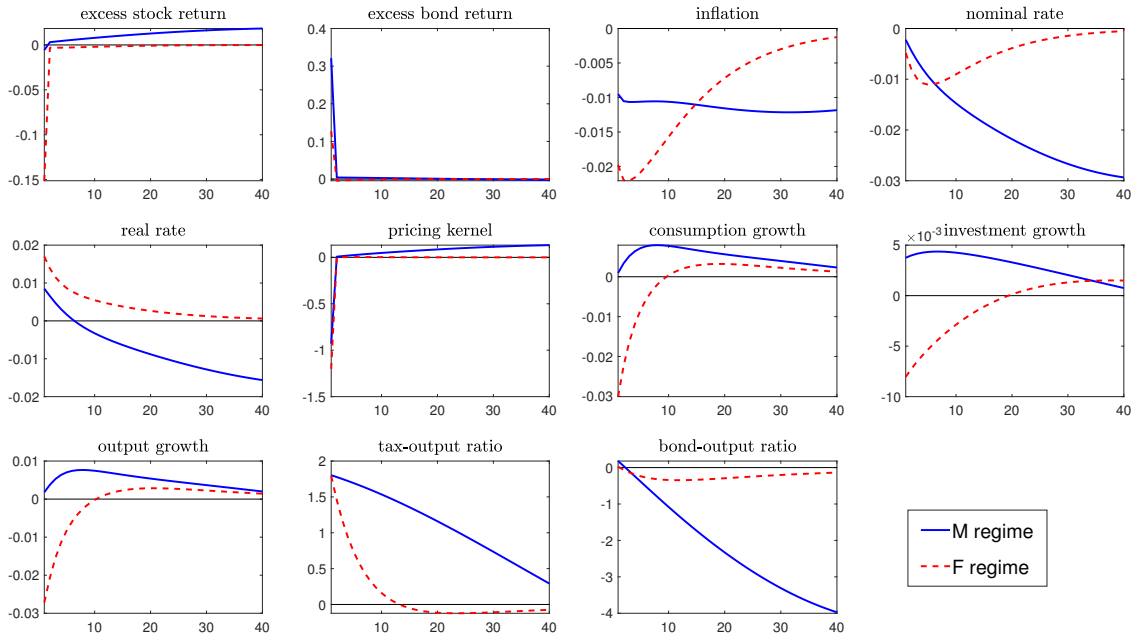 excess stock return
0
-0.05
-0.1
-0.15
10 20 30 40
excess bond return
0.4
0.3
0.2
0.1
0
10 20 30 40
inflation
0
-0.005
-0.01
-0.015
-0.02
10 20 30 40
nominal rate
0
-0.01
-0.02
-0.03
10 20 30 40
real rate
0.02
0.01
0
-0.01
-0.02
10 20 30 40
pricing kernel
0
-0.5
-1
-1.5
10 20 30 40
consumption growth
0
-0.01
-0.02
-0.03
10 20 30 40
×10⁻³ investment growth
5
0
-5
-10
10 20 30 40
output growth
0.01
0
-0.01
-0.02
-0.03
10 20 30 40
tax-output ratio
2
1.5
1
0.5
0
10 20 30 40
bond-output ratio
0
-1
-2
-3
-4
10 20 30 40
M regime
F regime